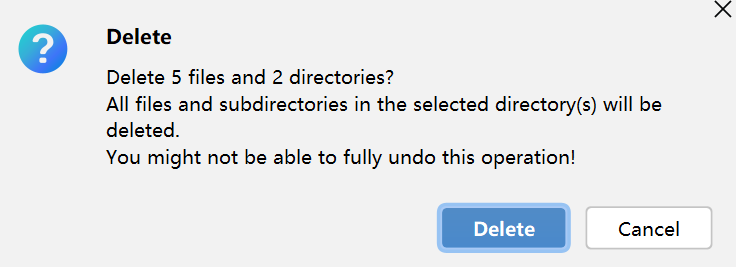 Delete
Delete 5 files and 2 directories?
All files and subdirectories in the selected directory(s) will be
deleted.
You might not be able to fully undo this operation!
Delete
Cancel